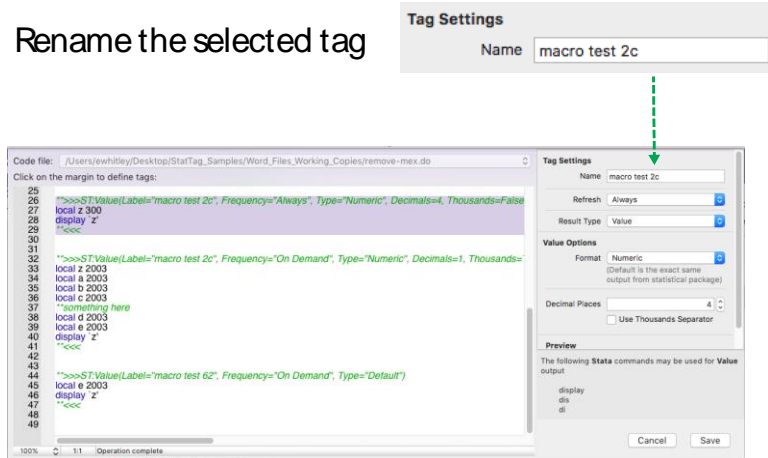 Rename the selected tag
Tag Settings
Name macro test 2c
Code file: /Users/ewhitley/Desktop/StatTag_Samples/Word_Files_Working_Copies/remove-mex.do
Click on the margin to define tags:
25
26 **>>>ST:Value(Label="macro test 2c", Frequency="Always", Type="Numeric", Decimals=4, Thousands=False
27 local z 300
28 display `z'
29 **<<<
30
31
32 **>>>ST:Value(Label="macro test 2c", Frequency="On Demand", Type="Numeric", Decimals=1, Thousands=
33 local z 2003
34 local a 2003
35 local b 2003
36 local c 2003
37 **something here
38 local d 2003
39 local e 2003
40 display `z'
41 **<<<
42
43
44 **>>>ST:Value(Label="macro test 62", Frequency="On Demand", Type="Default")
45 local e 2003
46 display `z'
47 **<<<
48
49
100% 1:1 Operation complete
Tag Settings
Name macro test 2c
Refresh Always
Result Type Value
Value Options
Format Numeric
(Default is the exact same
output from statistical package)
Decimal Places 4
Use Thousands Separator
Preview
The following Stata commands may be used for Value
output
display
dis
di
Cancel Save